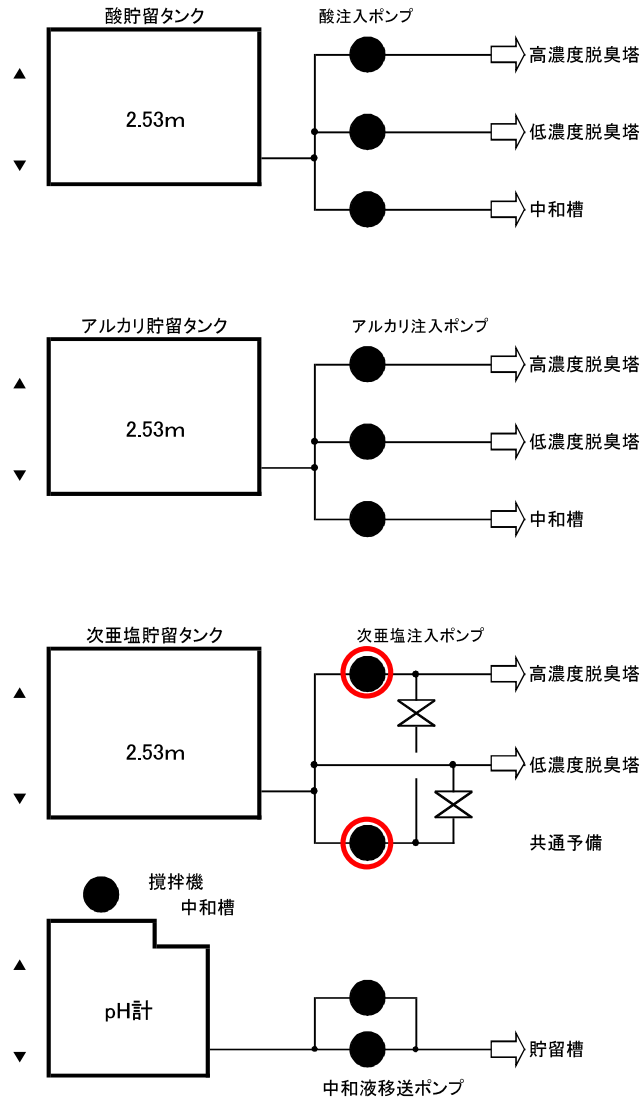 酸貯留タンク
酸注入ポンプ
高濃度脱臭塔
2.53m
低濃度脱臭塔
中和槽
アルカリ貯留タンク
アルカリ注入ポンプ
高濃度脱臭塔
2.53m
低濃度脱臭塔
中和槽
次亜塩貯留タンク
次亜塩注入ポンプ
高濃度脱臭塔
2.53m
低濃度脱臭塔
共通予備
撹拌機
中和槽
pH計
貯留槽
中和液移送ポンプ